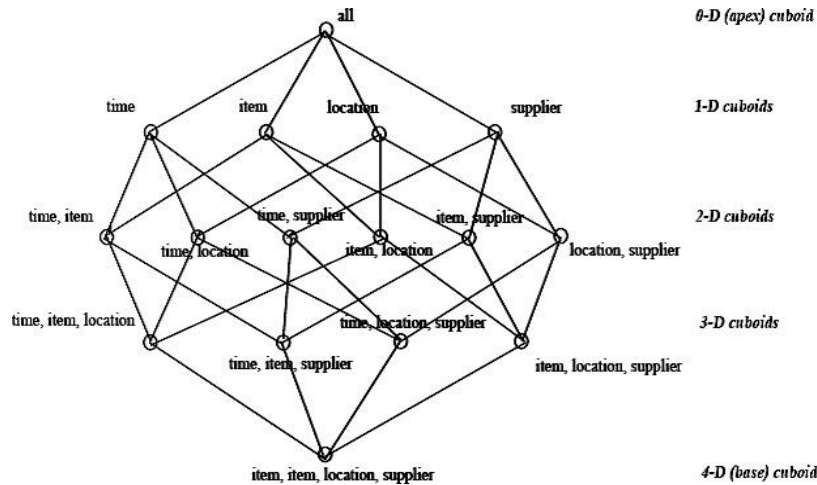 all
0-D (apex) cuboid
time
item
location
supplier
1-D cuboids
time, item
time, location
time, supplier
item, location
item, supplier
location, supplier
2-D cuboids
time, item, location
time, item, supplier
time, location, supplier
item, location, supplier
3-D cuboids
item, item, location, supplier
4-D (base) cuboid